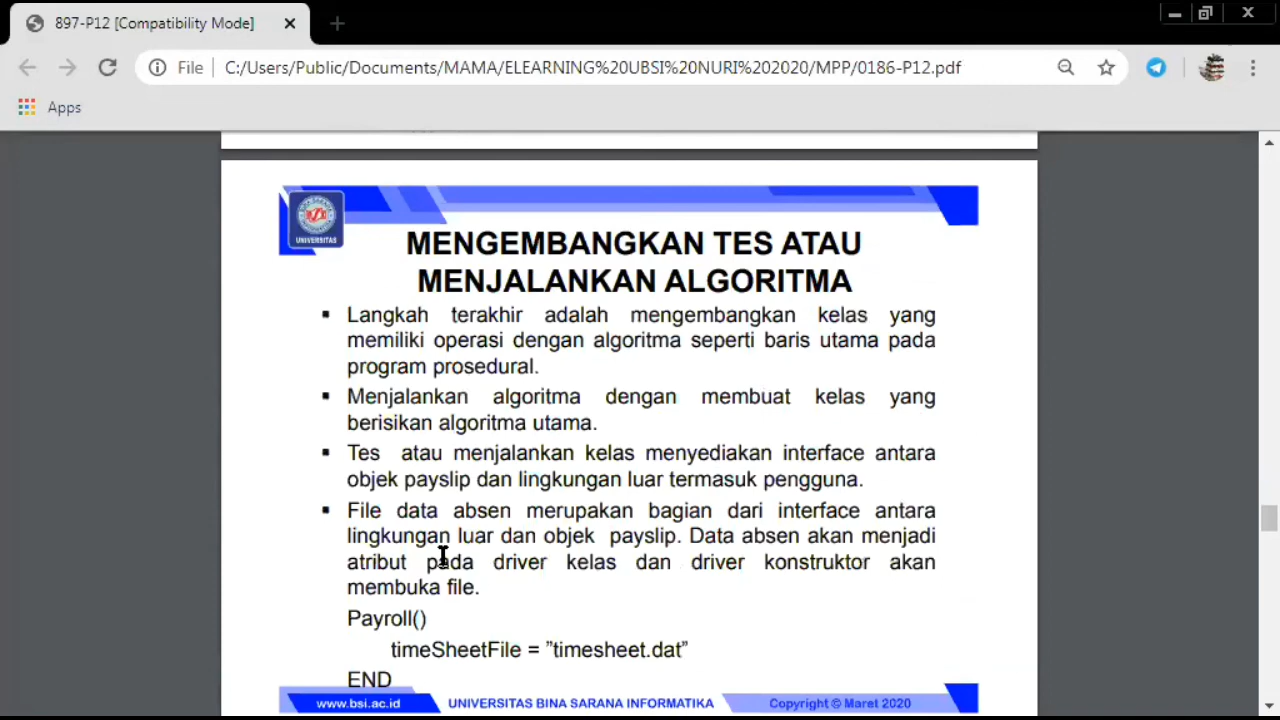 897-P12 [Compatibility Mode]
File
C:/Users/Public/Documents/MAMA/ELEARNING%20UBSI%20NURI%202020/MPP/0186-P12.pdf
Apps
UNIVERSITAS
MENGEMBANGKAN TES ATAU
MENJALANKAN ALGORITMA
▪ Langkah terakhir adalah mengembangkan kelas yang
memiliki operasi dengan algoritma seperti baris utama pada
program prosedural.
▪ Menjalankan algoritma dengan membuat kelas yang
berisikan algoritma utama.
▪ Tes atau menjalankan kelas menyediakan interface antara
objek payslip dan lingkungan luar termasuk pengguna.
▪ File data absen merupakan bagian dari interface antara
lingkungan luar dan objek payslip. Data absen akan menjadi
atribut pada driver kelas dan driver konstruktor akan
membuka file.
Payroll()
timeSheetFile = ”timesheet.dat”
END
www.bsi.ac.id
UNIVERSITAS BINA SARANA INFORMATIKA
Copyright © Maret 2020